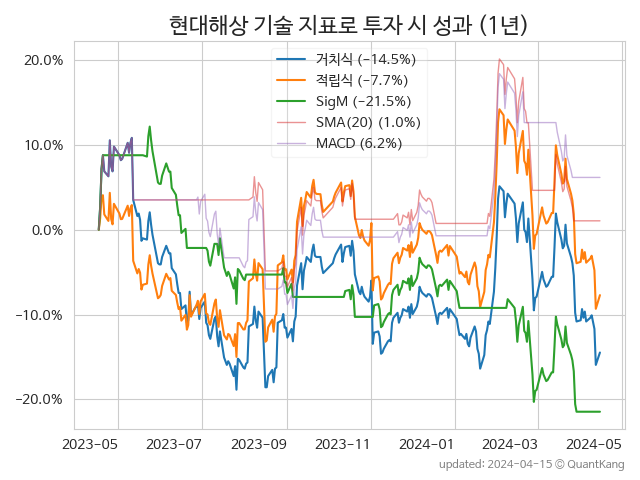 현대해상 기술 지표로 투자 시 성과 (1년)
거치식 (−14.5%)
적립식 (−7.7%)
SigM (−21.5%)
SMA(20) (1.0%)
MACD (6.2%)
20.0%
10.0%
0.0%
−10.0%
−20.0%
2023-05 2023-07 2023-09 2023-11 2024-01 2024-03 2024-05
updated: 2024-04-15 © QuantKang